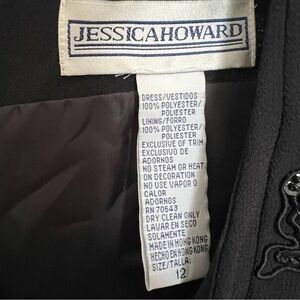 JESSICAHOWARD
DRESS/VESTIDOS
100% POLYESTER/
POLIESTER
LINING/FORRO
100% POLYESTER/
POLIESTER
EXCLUSIVE OF TRIM
EXCLUSIVO DE
ADORNOS
NO STEAM OR HEAT
ON DECORATION
NO USE VAPOR O
CALOR
ADORNOS
RN 70643
DRY CLEAN ONLY
LAVAR EN SECO
SOLAMENTE
MADE IN HONG KONG
HECHO EN HONG KONG
SIZE/TALLA:
12